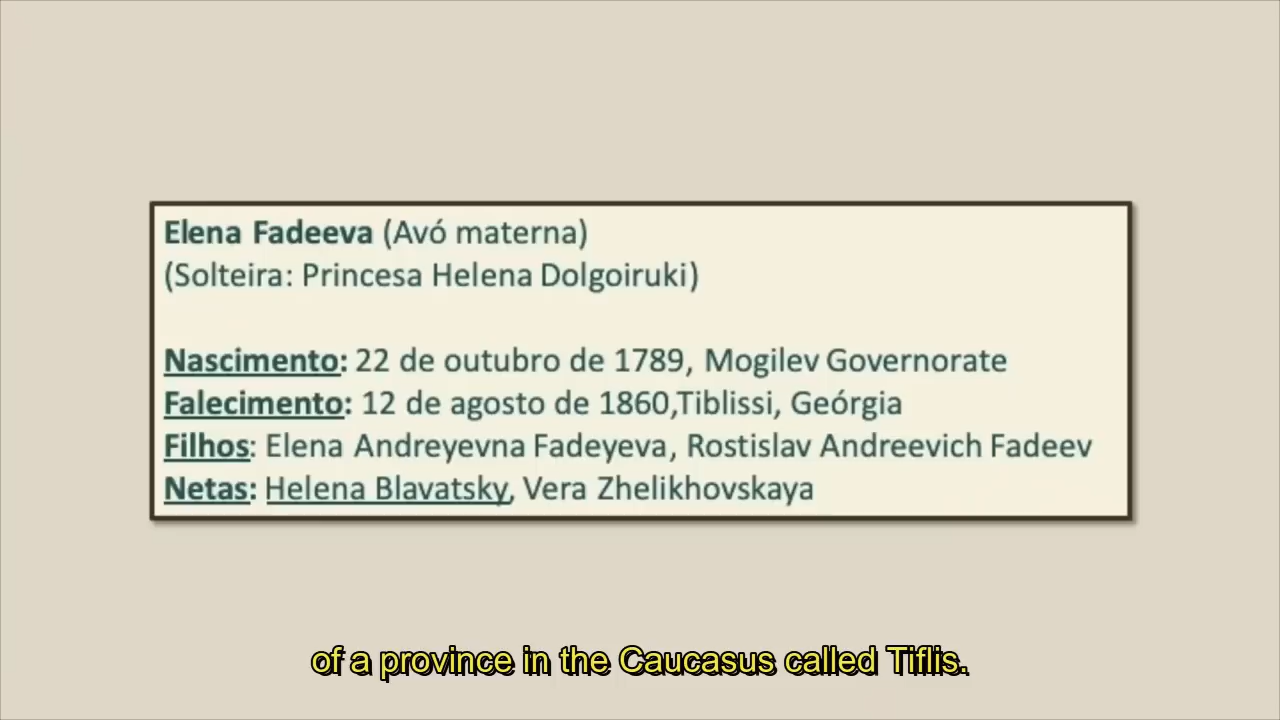 Elena Fadeeva (Avó materna)
(Solteira: Princesa Helena Dolgoiruki)
Nascimento: 22 de outubro de 1789, Mogilev Governorate
Falecimento: 12 de agosto de 1860,Tiblissi, Geórgia
Filhos: Elena Andreyevna Fadeyeva, Rostislav Andreevich Fadeev
Netas: Helena Blavatsky, Vera Zhelikhovskaya
of a province in the Caucasus called Tiflis.